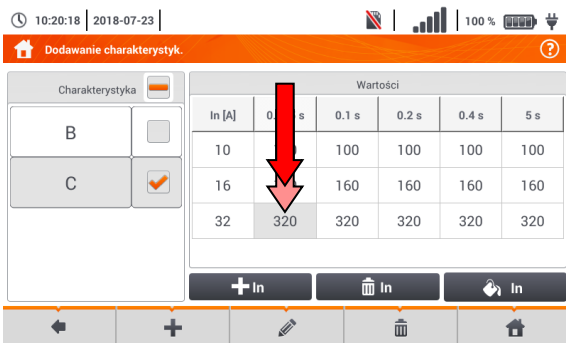 10:20:18 2018-07-23 100 %
Dodawanie charakterystyk.
Charakterystyka
B
C
Wartości
In [A] 0.1 s 0.2 s 0.4 s 5 s
10 100 100 100 100
16 160 160 160 160
32 320 320 320 320 320
In In In